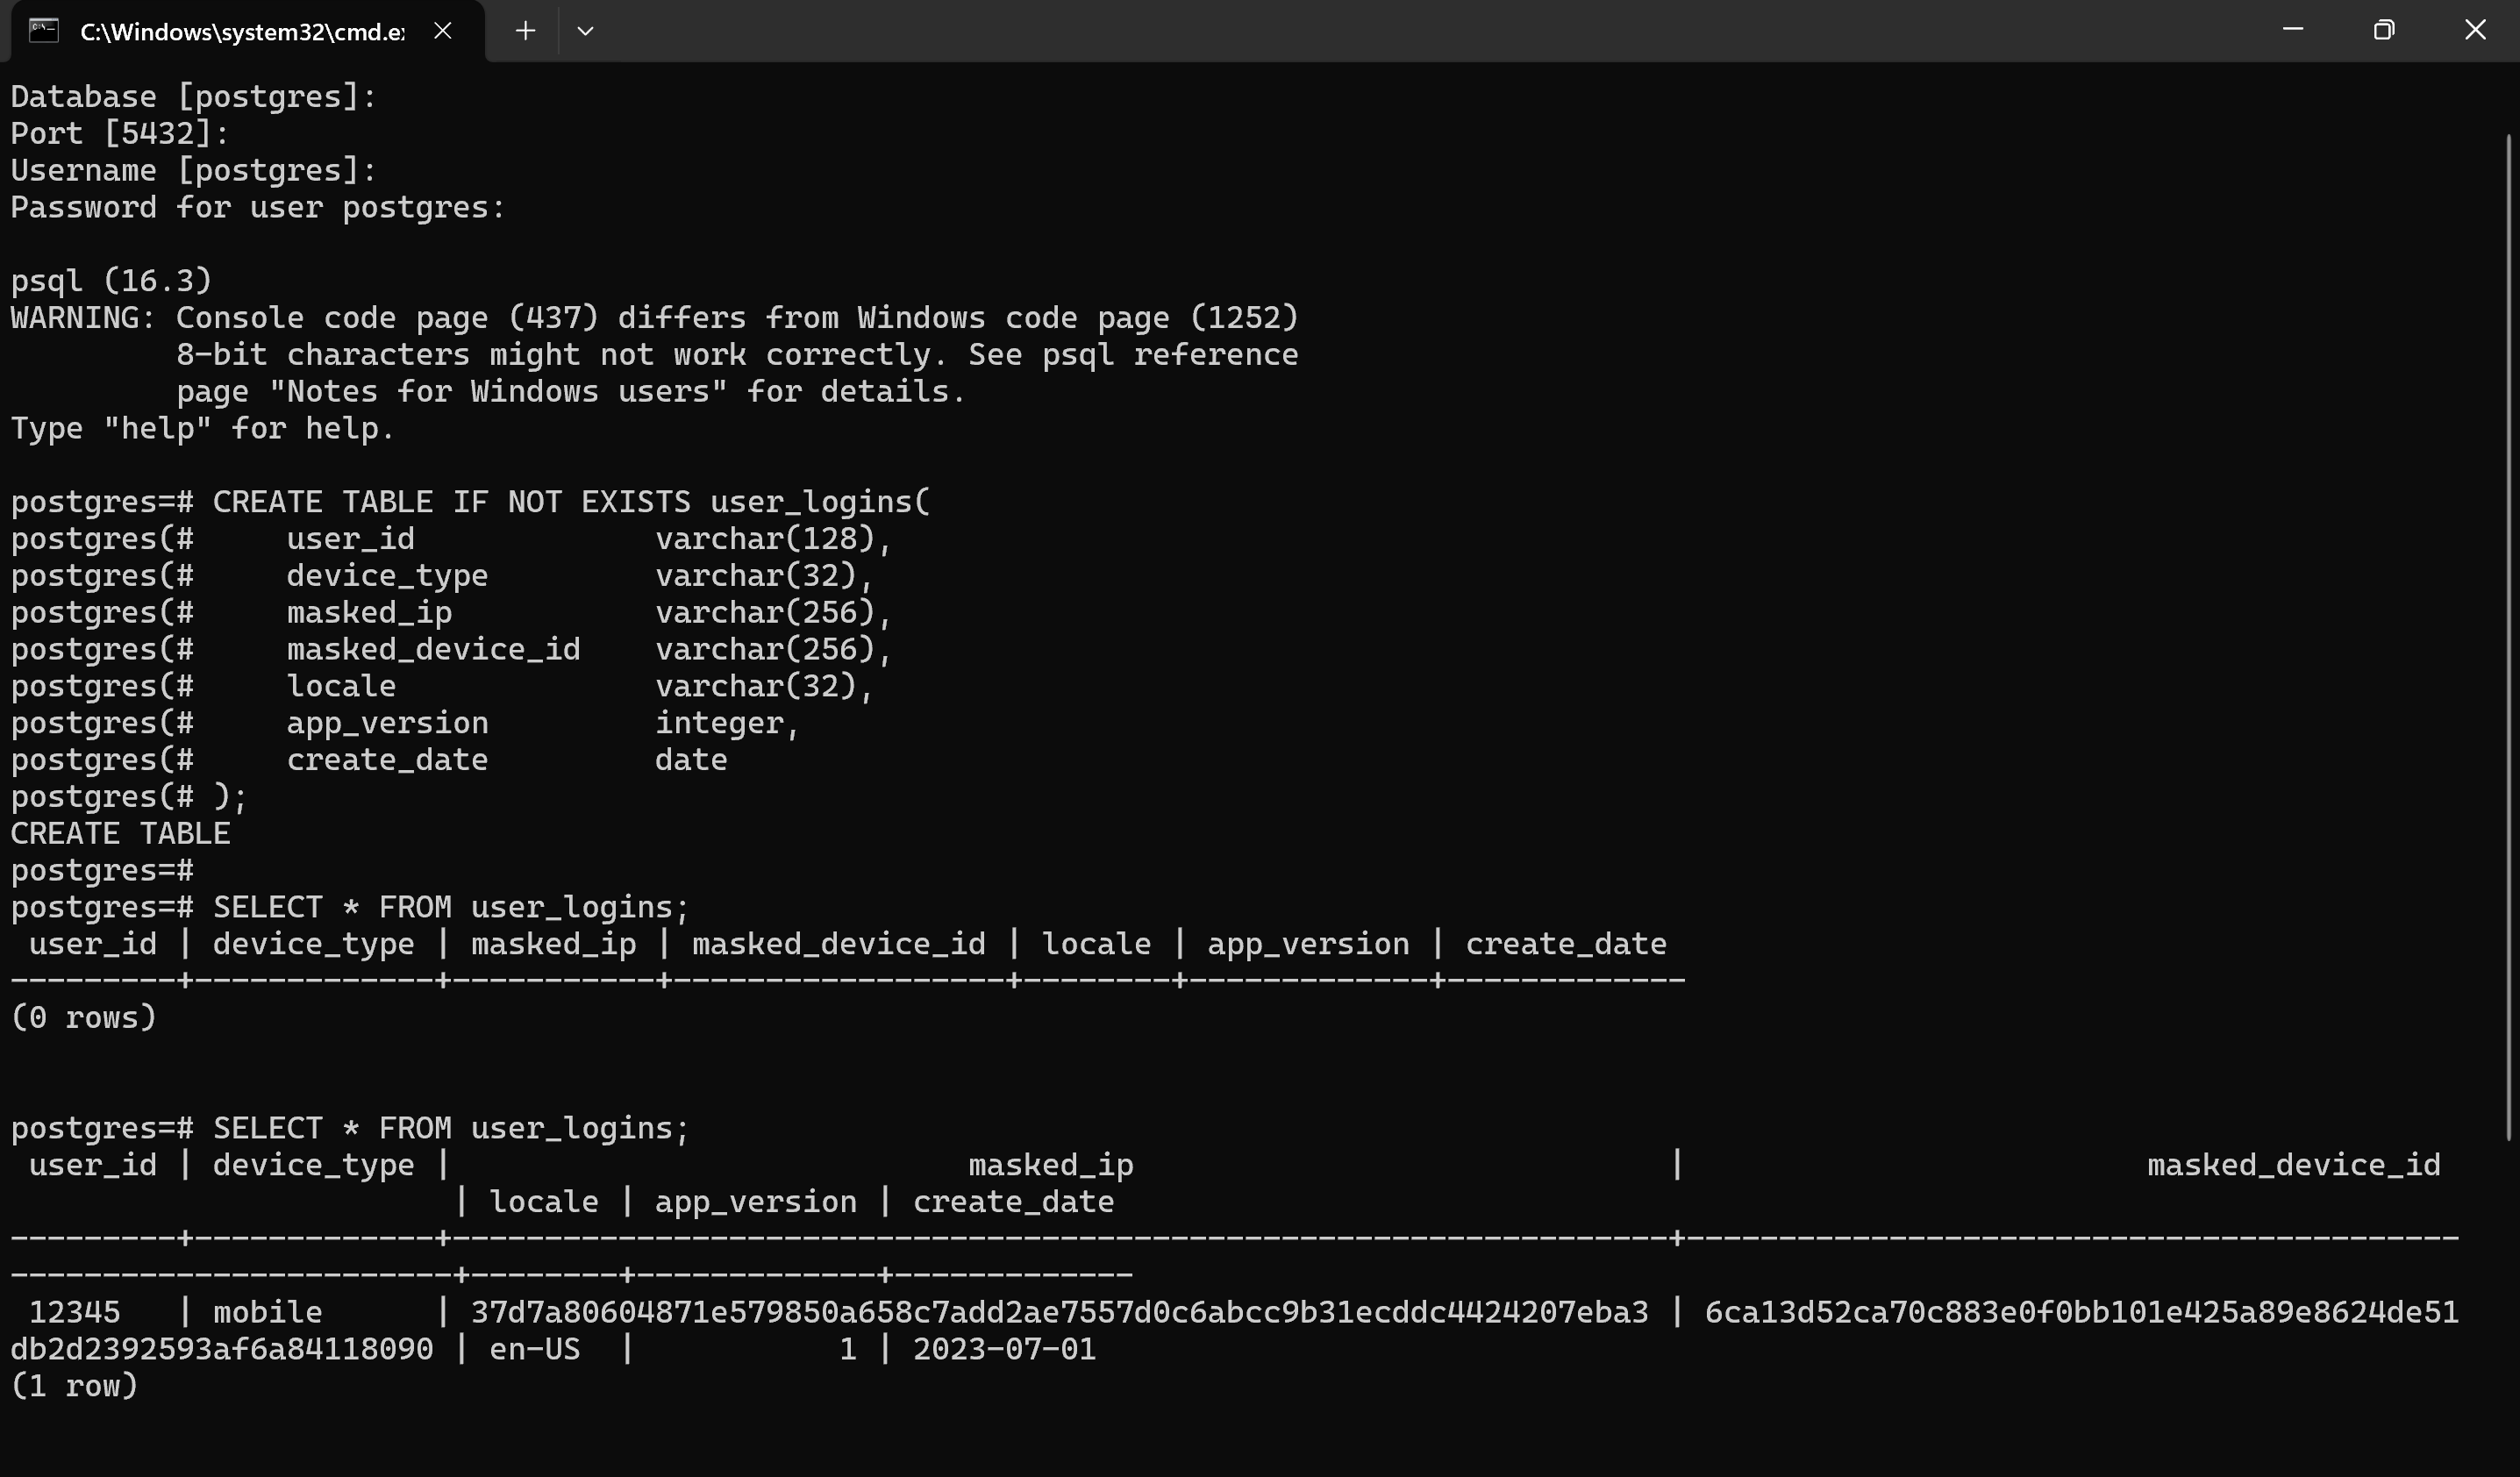 C:\Windows\system32\cmd.e
Database [postgres]:
Port [5432]:
Username [postgres]:
Password for user postgres:
psql (16.3)
WARNING: Console code page (437) differs from Windows code page (1252)
         8-bit characters might not work correctly. See psql reference
         page "Notes for Windows users" for details.
Type "help" for help.
postgres=# CREATE TABLE IF NOT EXISTS user_logins(
postgres(#     user_id             varchar(128),
postgres(#     device_type         varchar(32),
postgres(#     masked_ip           varchar(256),
postgres(#     masked_device_id    varchar(256),
postgres(#     locale              varchar(32),
postgres(#     app_version         integer,
postgres(#     create_date         date
postgres(# );
CREATE TABLE
postgres=#
postgres=# SELECT * FROM user_logins;
 user_id | device_type | masked_ip | masked_device_id | locale | app_version | create_date
---------+-------------+-----------+------------------+--------+-------------+-------------
(0 rows)
postgres=# SELECT * FROM user_logins;
 user_id | device_type |                            masked_ip                             |                         masked_device_id
                        | locale | app_version | create_date
---------+-------------+------------------------------------------------------------------+------------------------------------------
------------------------+--------+-------------+-------------
 12345   | mobile      | 37d7a80604871e579850a658c7add2ae7557d0c6abcc9b31ecddc4424207eba3 | 6ca13d52ca70c883e0f0bb101e425a89e8624de51
db2d2392593af6a84118090 | en-US  |           1 | 2023-07-01
(1 row)